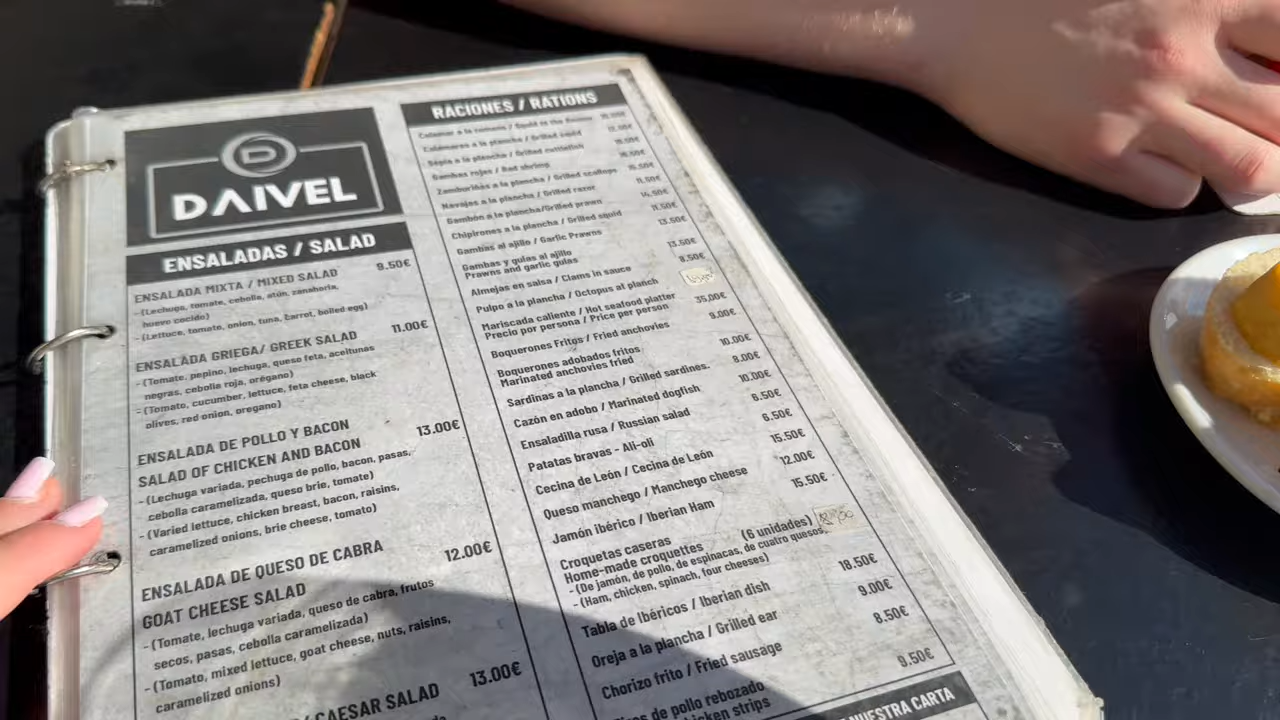 D
DAIVEL
ENSALADAS / SALAD
ENSALADA MIXTA / MIXED SALAD 9.50€
- (Lechuga, tomate, cebolla, atún, zanahoria,
huevo cocido)
- (Lettuce, tomato, onion, tuna, carrot, boiled egg)
ENSALADA GRIEGA/ GREEK SALAD 11.00€
- (Tomate, pepino, lechuga, queso feta, aceitunas
negras, cebolla roja, orégano)
- (Tomato, cucumber, lettuce, feta cheese, black
olives, red onion, oregano)
ENSALADA DE POLLO Y BACON 13.00€
SALAD OF CHICKEN AND BACON
- (Lechuga variada, pechuga de pollo, bacon, pasas,
cebolla caramelizada, queso brie, tomate)
- (Varied lettuce, chicken breast, bacon, raisins,
caramelized onions, brie cheese, tomato)
ENSALADA DE QUESO DE CABRA 12.00€
GOAT CHEESE SALAD
- (Tomate, lechuga variada, queso de cabra, frutos
secos, pasas, cebolla caramelizada)
- (Tomato, mixed lettuce, goat cheese, nuts, raisins,
caramelized onions)
/ CAESAR SALAD 13.00€
RACIONES / RATIONS
Calamar a la romana / Squid in the
Calamares a la plancha / Grilled squid
Sepia a la plancha / Grilled cuttlefish
Gambas rojas / Red shrimp
Zamburiñas a la plancha / Grilled scallops
Navajas a la plancha / Grilled razor
Gambón a la plancha/Grilled prawn
Chipirones a la plancha / Grilled squid
Gambas al ajillo / Garlic Prawns
Gambas y gulas al ajillo 13.50€
Prawns and garlic gulas
Almejas en salsa / Clams in sauce 8.50€
Pulpo a la plancha / Octopus al planch
Mariscada caliente / Hot seafood platter 35.00€
Precio por persona / Price per person
Boquerones Fritos / Fried anchovies 9.00€
Boquerones adobados fritos 10.00€
Marinated anchovies fried
Sardinas a la plancha / Grilled sardines. 8.00€
Cazón en adobo / Marinated dogfish 10.00€
Ensaladilla rusa / Russian salad 6.50€
Patatas bravas - Ali-oli 6.50€
Cecina de León / Cecina de León 15.50€
Queso manchego / Manchego cheese 12.00€
Jamón ibérico / Iberian Ham 15.50€
Croquetas caseras
Home-made croquettes (6 unidades)
- (De jamón, de pollo, de espinacas, de cuatro quesos,
- (Ham, chicken, spinach, four cheeses)
Tabla de Ibéricos / Iberian dish 18.50€
Oreja a la plancha / Grilled ear 9.00€
Chorizo frito / Fried sausage 8.50€
de pollo rebozado 9.50€
chicken strips
NUESTRA CARTA